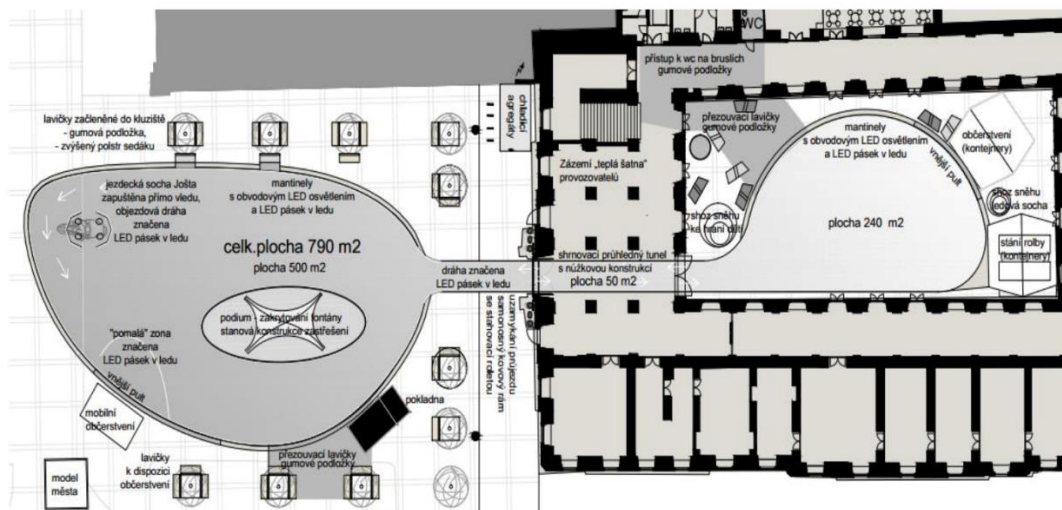 lavičky začleněné do kluziště
- gumová podložka,
- zvýšený polstr sedáku
jezdecká socha Jošta
zapuštěna přímo vledu,
objezdová dráha
značena
LED pásek v ledu
mantinely
s obvodovým LED osvětlením
a LED pásek v ledu
celk.plocha 790 m2
plocha 500 m2
podium - zakrytování fontány
stanová konstrukce zastřešení
"pomalá" zona
značena
LED pásek v ledu
vnější pult
mobilní
občerstvení
lavičky
k dispozici
občerstvení
model
města
přezouvací lavičky
gumové podložky
pokladna
dráha značena
LED pásek v ledu
uzamykání průjezdu
samonosný kovový rám
se stahovací roletou
chladící
agregáty
Zázemí „teplá šatna"
provozovatelů
shrnovací průhledný tunel
s nůžkovou konstrukcí
plocha 50 m2
WC
přístup k wc na bruslích
gumové podložky
přezouvací lavičky
gumové podložky
mantinely
s obvodovým LED osvětlením
a LED pásek v ledu
vnější pult
občerstvení
(kontejnery)
shoz sněhu
ke hraní dětí
plocha 240 m2
shoz sněhu
ledová socha
stání rolby
(kontejnery)